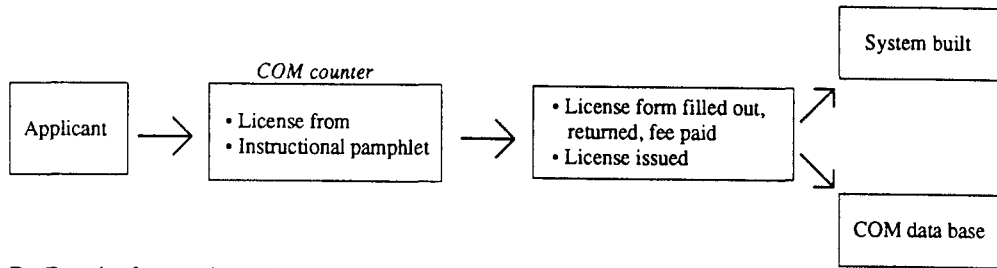 System built
COM counter
Applicant
• License from
• Instructional pamphlet
• License form filled out,
returned, fee paid
• License issued
COM data base